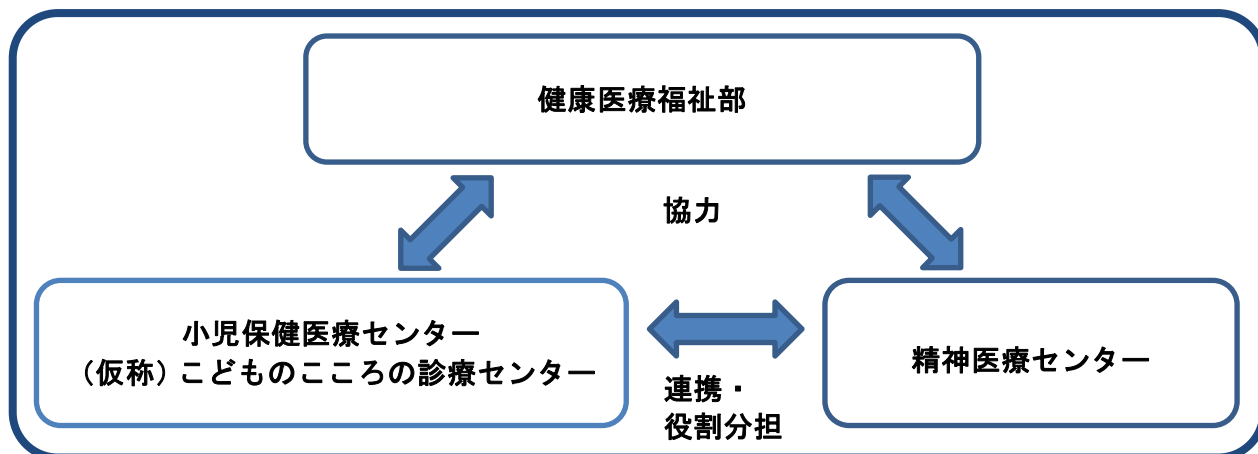 健康医療福祉部
協力
小児保健医療センター
（仮称）こどものこころの診療センター
連携・
役割分担
精神医療センター